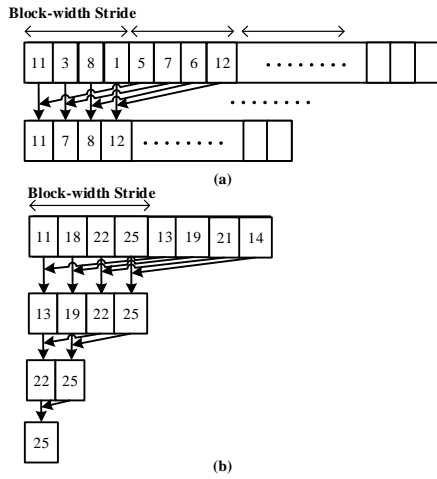 Block-width Stride
11 3 8 1 5 7 6 12 ........
........
11 7 8 12 ........
(a)
Block-width Stride
11 18 22 25 13 19 21 14
13 19 22 25
22 25
25
(b)